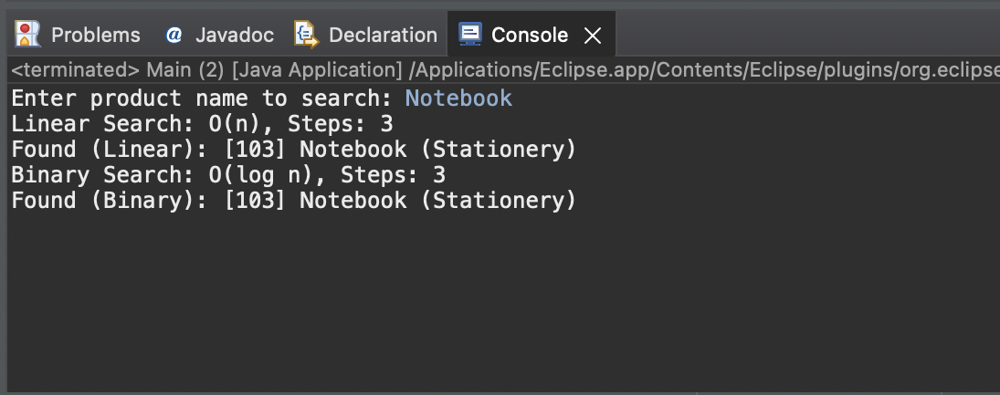 Problems @ Javadoc Declaration Console
<terminated> Main (2) [Java Application] /Applications/Eclipse.app/Contents/Eclipse/plugins/org.eclipse
Enter product name to search: Notebook
Linear Search: O(n), Steps: 3
Found (Linear): [103] Notebook (Stationery)
Binary Search: O(log n), Steps: 3
Found (Binary): [103] Notebook (Stationery)